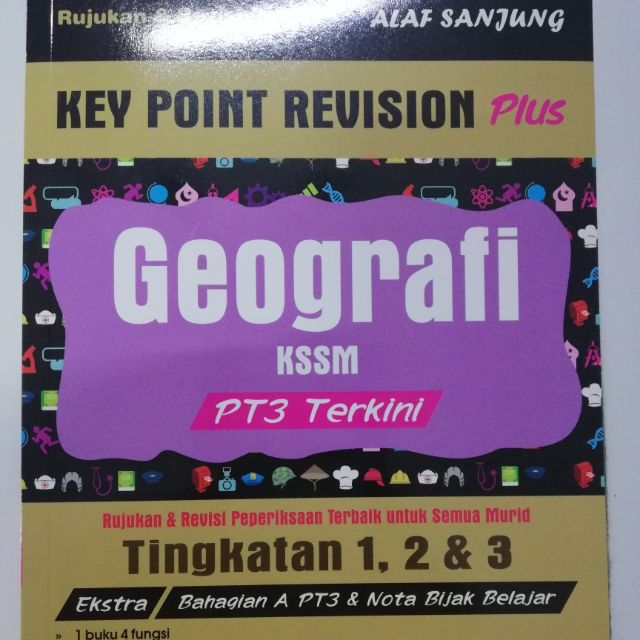 Rujukan &
ALAF SANJUNG
KEY POINT REVISION Plus
Geografi
KSSM
PT3 Terkini
Rujukan & Revisi Peperiksaan Terbaik untuk Semua Murid
Tingkatan 1, 2 & 3
Ekstra Bahagian A PT3 & Nota Bijak Belajar
» 1 buku 4 fungsi